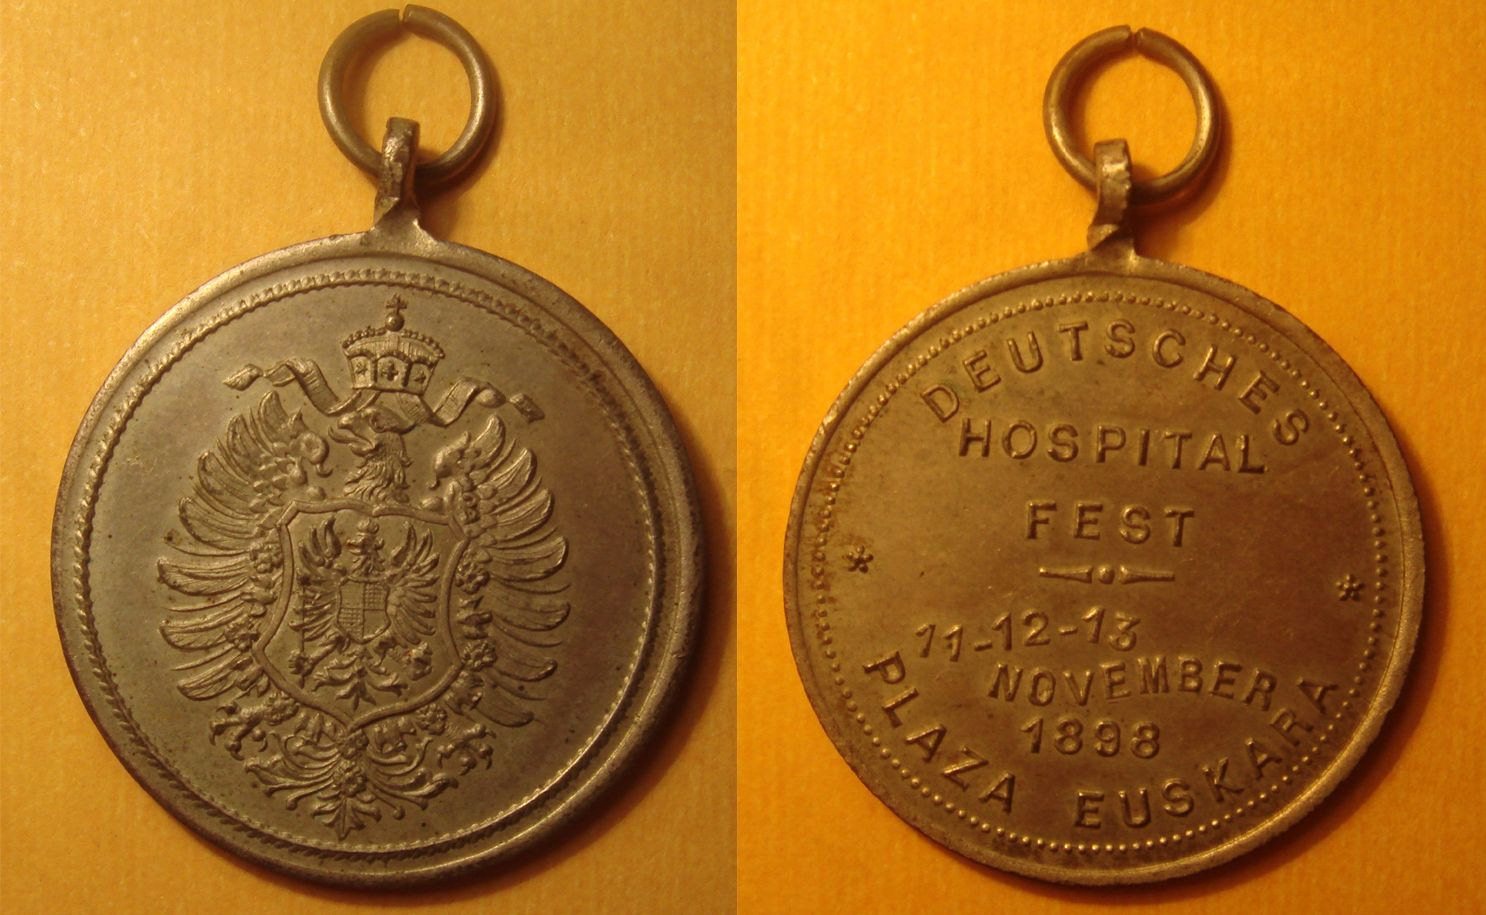 DEUTSCHES
HOSPITAL
FEST
11-12-13
NOVEMBER
1898
PLAZA EUSKARA